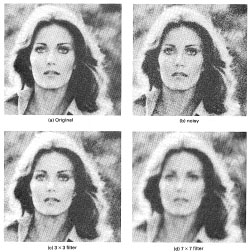 (a) Original
(b) noisy
(c) 3 × 3 filter
(d) 7 × 7 filter